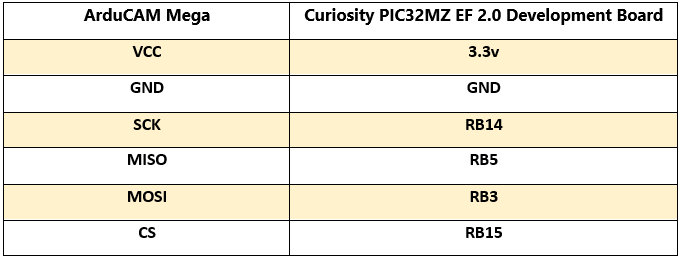 ArduCAM Mega Curiosity PIC32MZ EF 2.0 Development Board
VCC 3.3v
GND GND
SCK RB14
MISO RB5
MOSI RB3
CS RB15